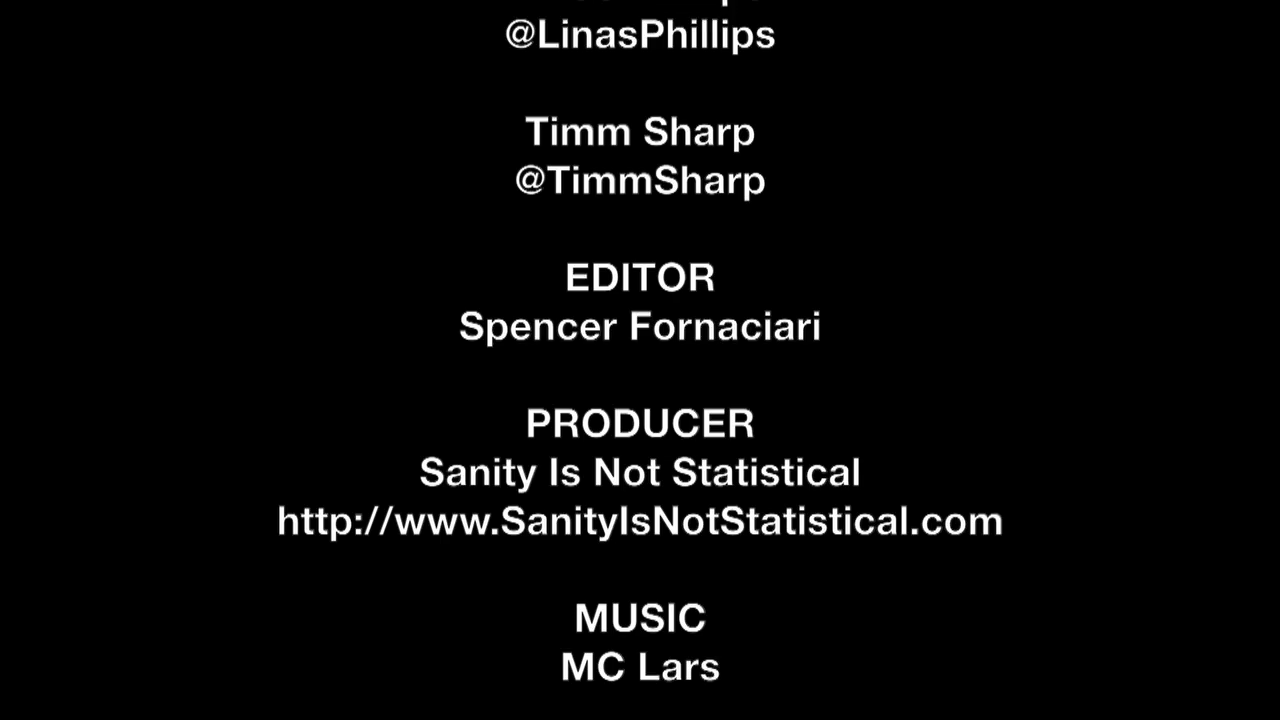 @LinasPhillips
Timm Sharp
@TimmSharp
EDITOR
Spencer Fornaciari
PRODUCER
Sanity Is Not Statistical
http://www.SanityIsNotStatistical.com
MUSIC
MC Lars